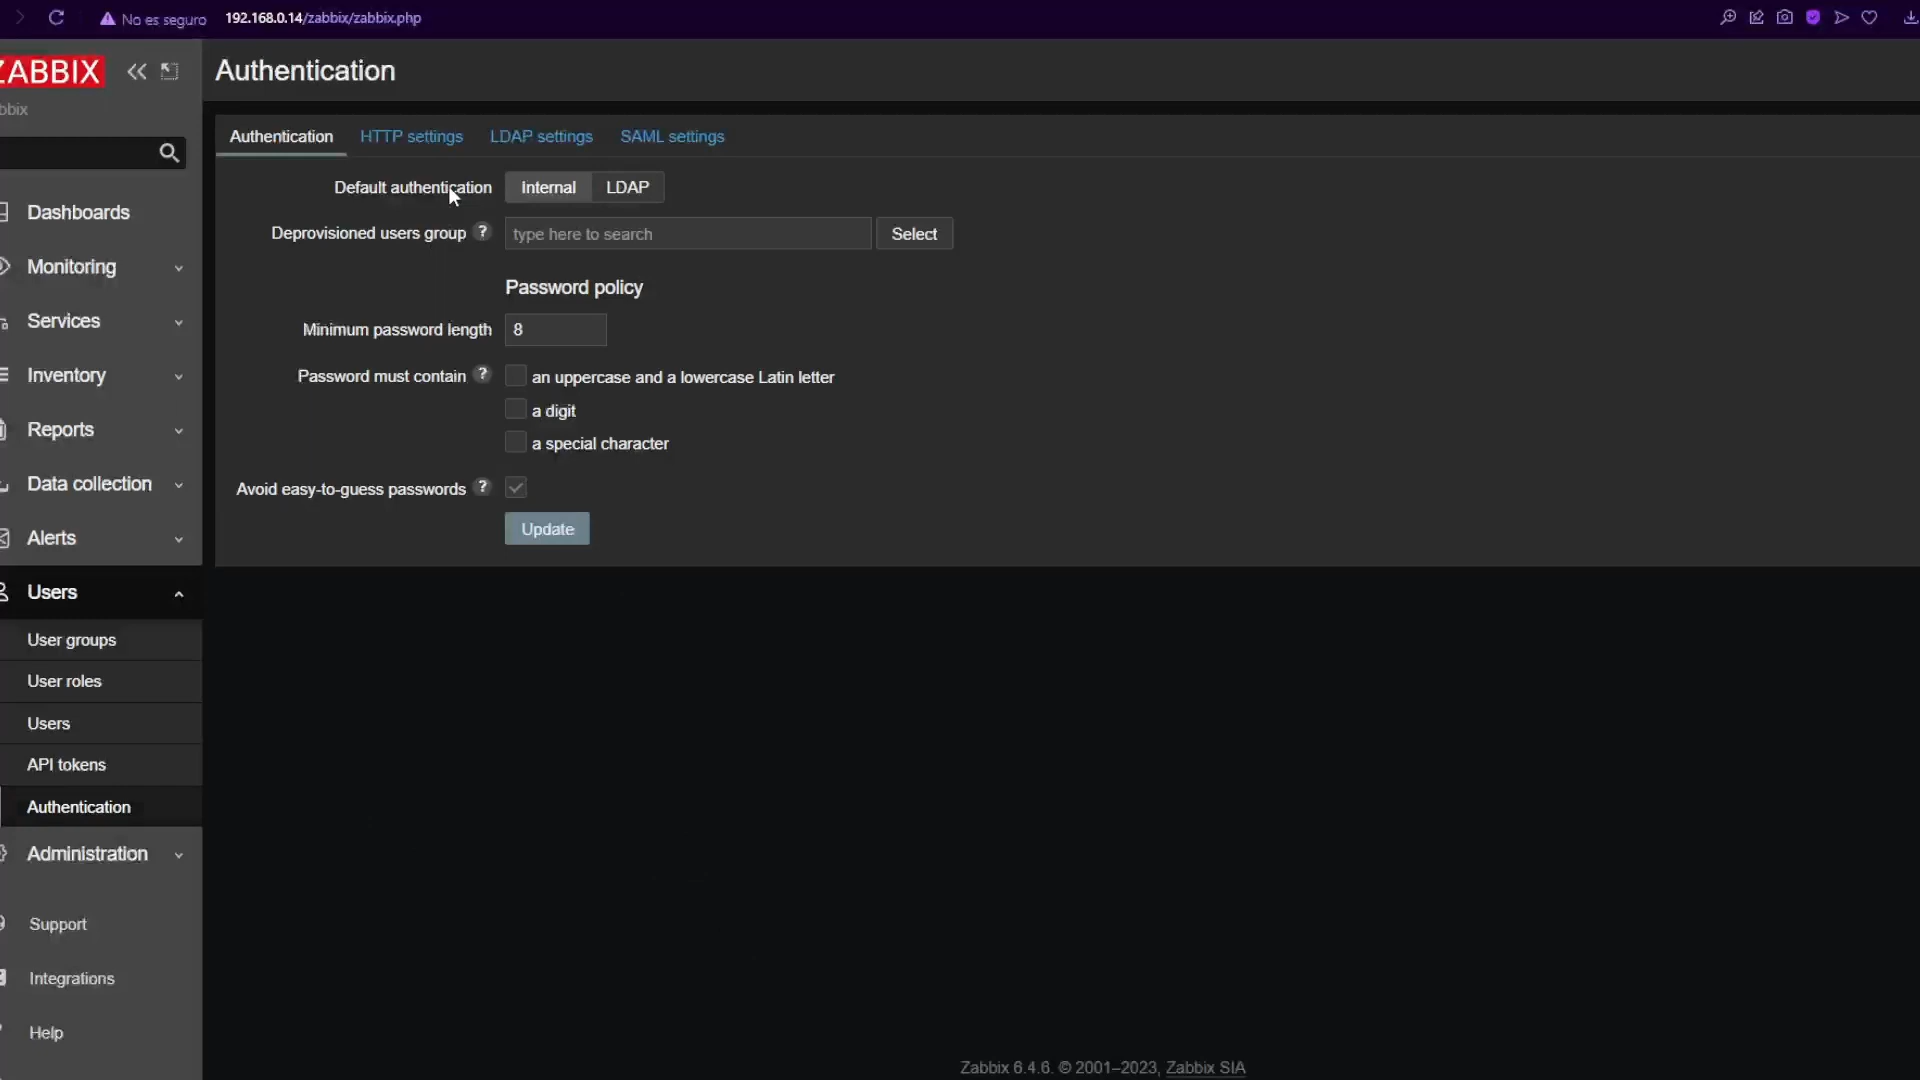 No es seguro 192.168.0.14/zabbix/zabbix.php
ZABBIX
bbix
Dashboards
Monitoring
Services
Inventory
Reports
Data collection
Alerts
Users
User groups
User roles
Users
API tokens
Authentication
Administration
Support
Integrations
Help
Authentication
Authentication HTTP settings LDAP settings SAML settings
Default authentication Internal LDAP
Deprovisioned users group ? type here to search Select
Password policy
Minimum password length 8
Password must contain ? an uppercase and a lowercase Latin letter
a digit
a special character
Avoid easy-to-guess passwords ?
Update
Zabbix 6.4.6. © 2001–2023, Zabbix SIA